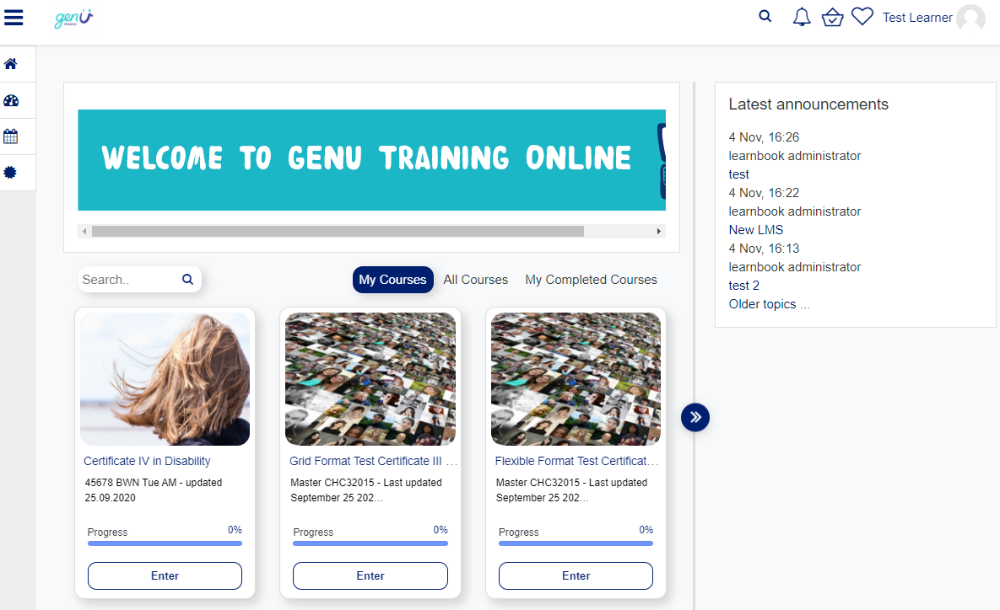 genU
TRAINING
Test Learner
WELCOME TO GENU TRAINING ONLINE
Search..
My Courses
All Courses
My Completed Courses
Certificate IV in Disability
45678 BWN Tue AM - updated
25.09.2020
Progress
0%
Enter
Grid Format Test Certificate III ...
Master CHC32015 - Last updated
September 25 202...
Progress
0%
Enter
Flexible Format Test Certificat...
Master CHC32015 - Last updated
September 25 202...
Progress
0%
Enter
Latest announcements
4 Nov, 16:26
learnbook administrator
test
4 Nov, 16:22
learnbook administrator
New LMS
4 Nov, 16:13
learnbook administrator
test 2
Older topics ...